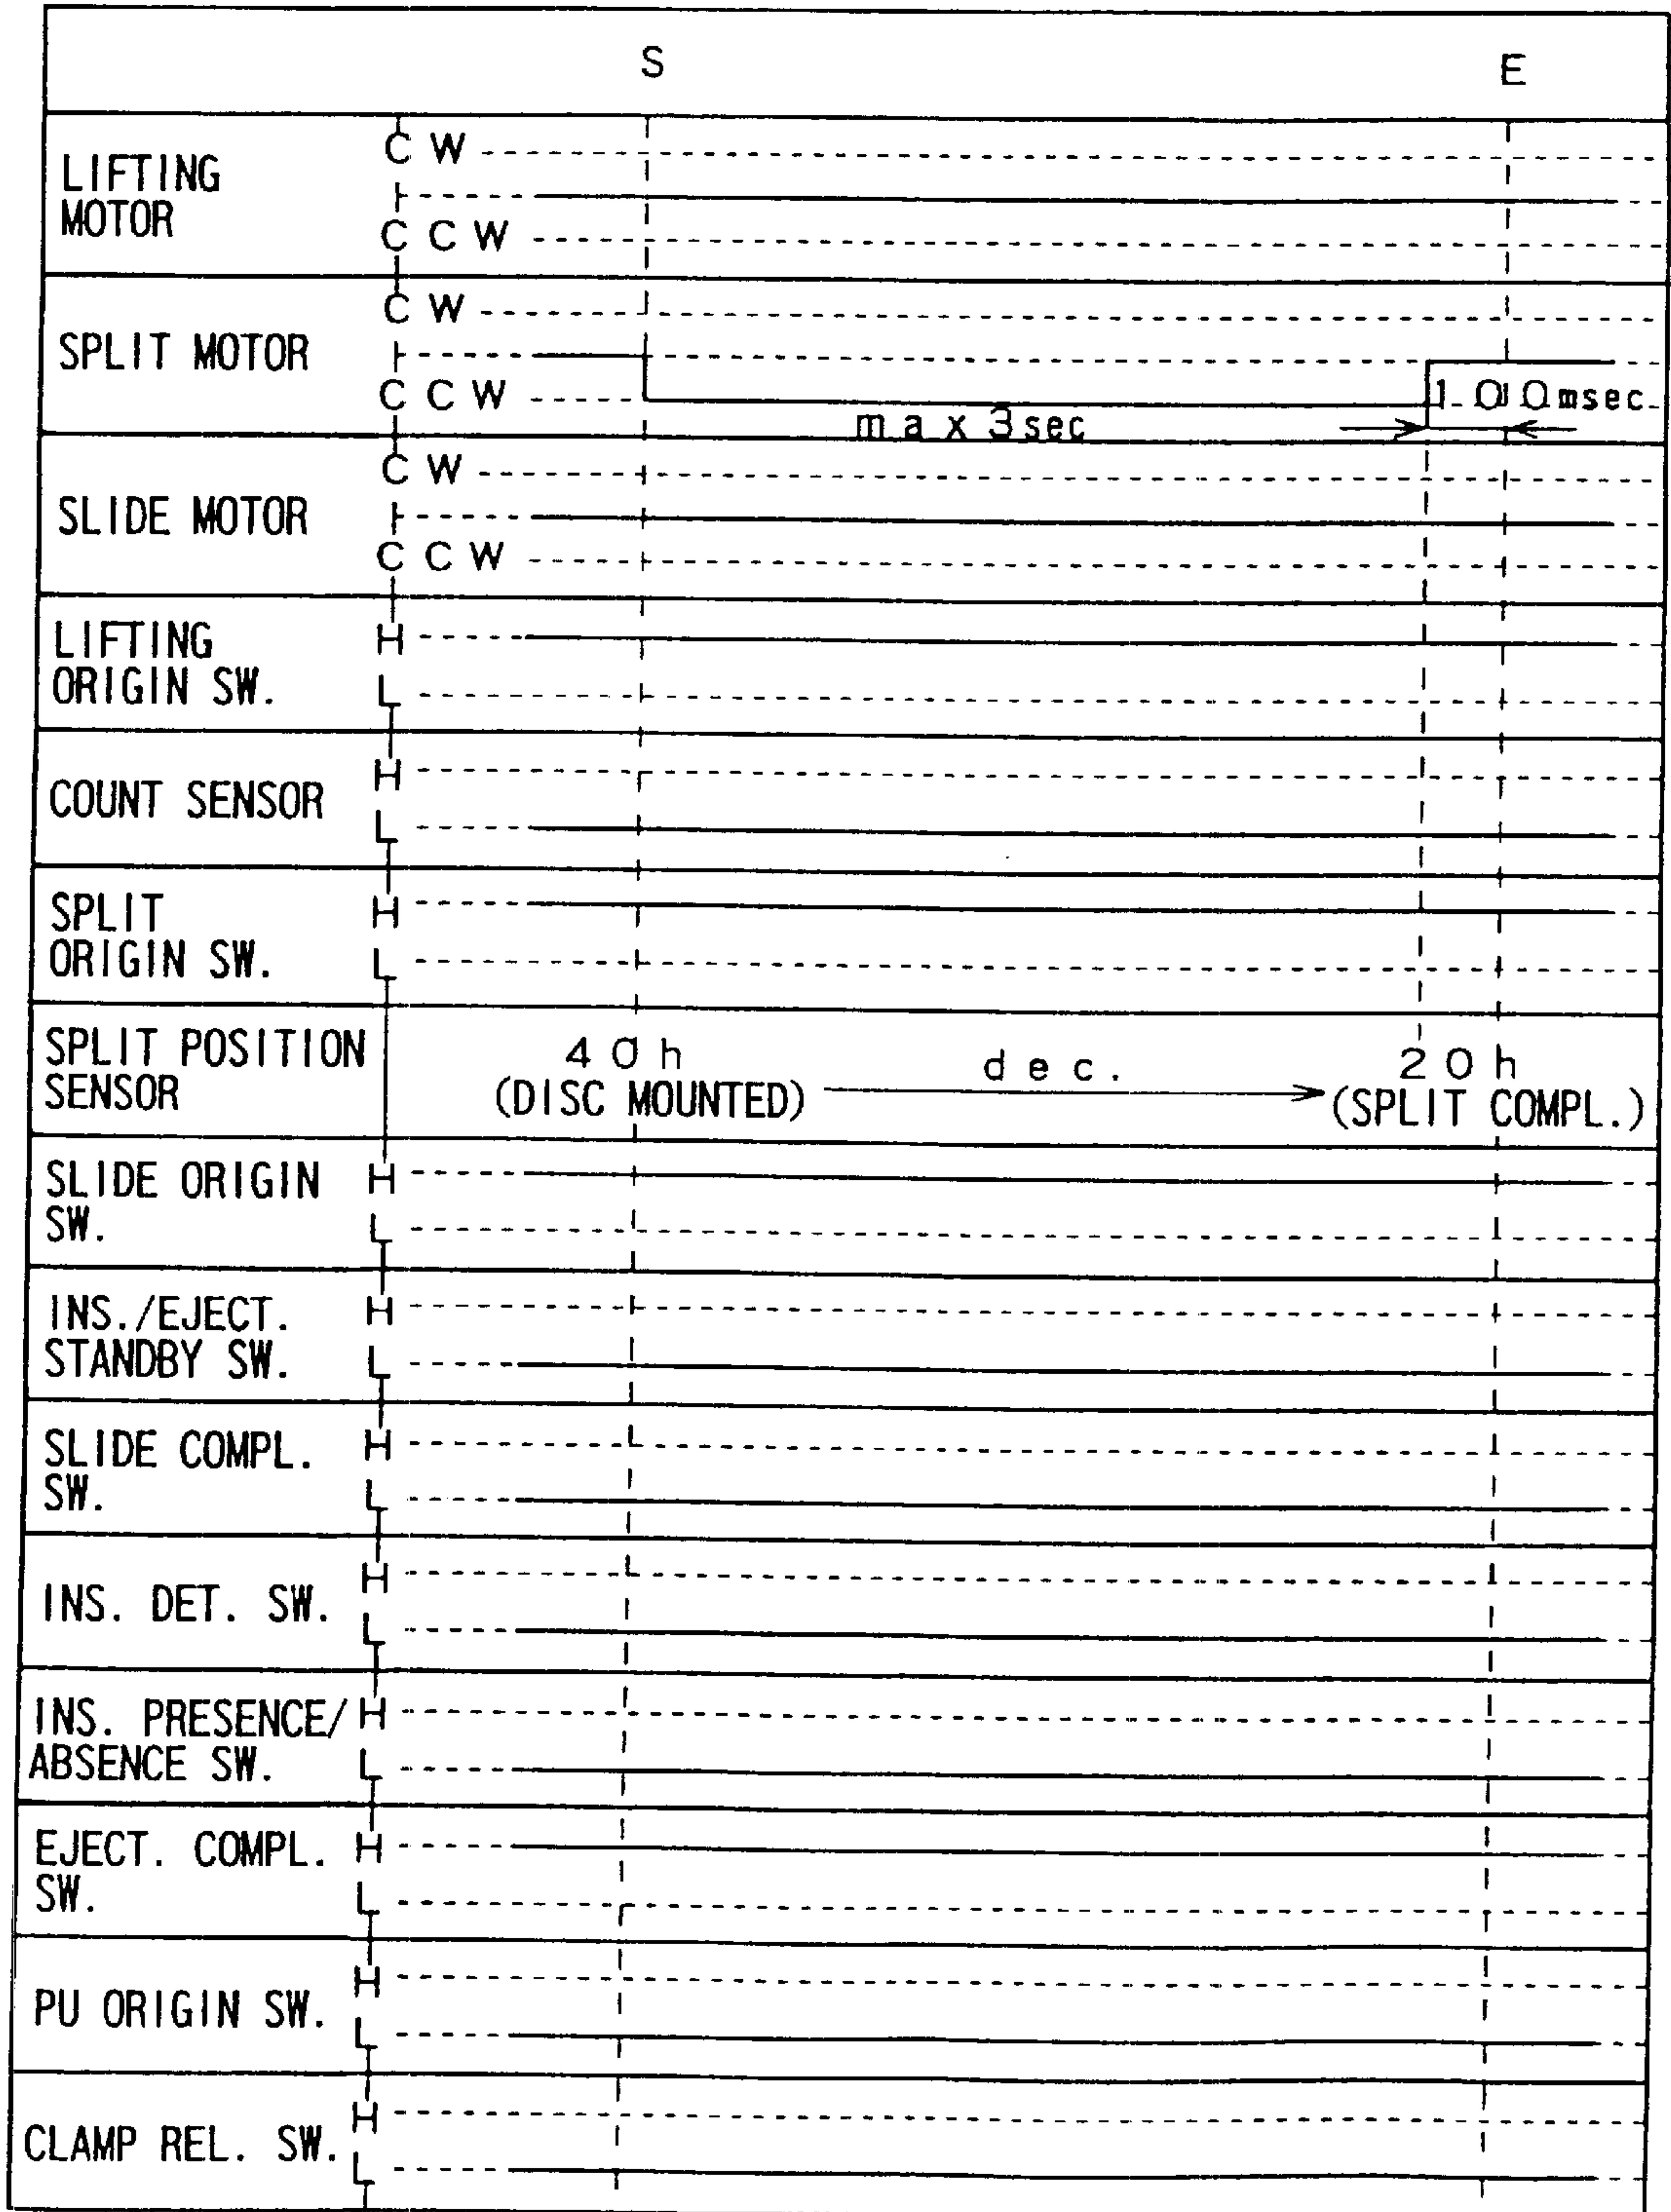 S E
LIFTING
MOTOR
CW
CCW
SPLIT MOTOR
CW
CCW
max 3sec
100msec
SLIDE MOTOR
CW
CCW
LIFTING
ORIGIN SW.
H
L
COUNT SENSOR
H
L
SPLIT
ORIGIN SW.
H
L
SPLIT POSITION
SENSOR
40h
(DISC MOUNTED)
dec.
20h
(SPLIT COMPL.)
SLIDE ORIGIN
SW.
H
L
INS./EJECT.
STANDBY SW.
H
L
SLIDE COMPL.
SW.
H
L
INS. DET. SW.
H
L
INS. PRESENCE/
ABSENCE SW.
H
L
EJECT. COMPL.
SW.
H
L
PU ORIGIN SW.
H
L
CLAMP REL. SW.
H
L